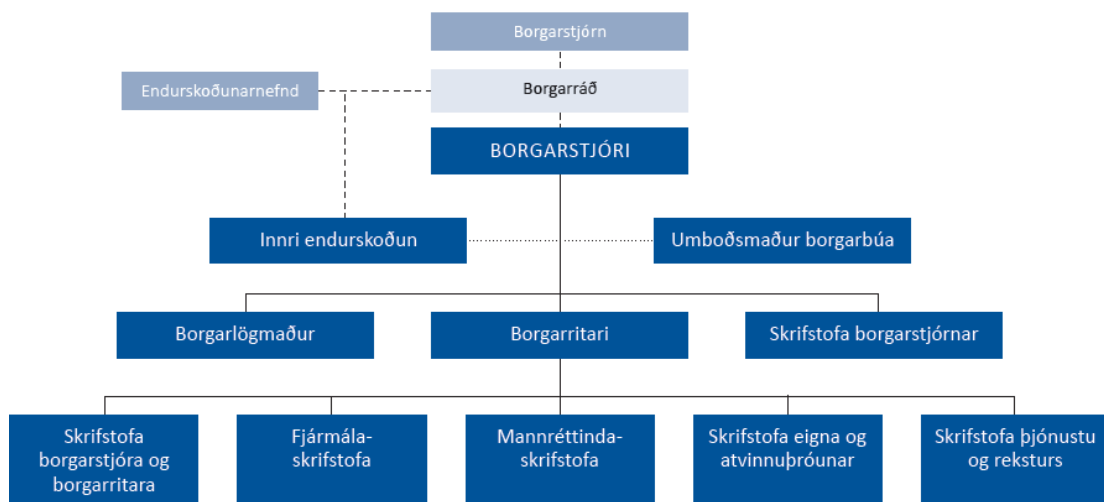 Borgarstjórn
Endurskoðunarnefnd
Borgarráð
BORGARSTJÓRI
Innri endurskoðun
Umboðsmaður borgarbúa
Borgarlögmaður
Borgarritari
Skrifstofa borgarstjórnar
Skrifstofa
borgarstjóra og
borgarritara
Fjármála-
skrifstofa
Mannréttinda-
skrifstofa
Skrifstofa eigna og
atvinnuþróunar
Skrifstofa þjónustu
og reksturs